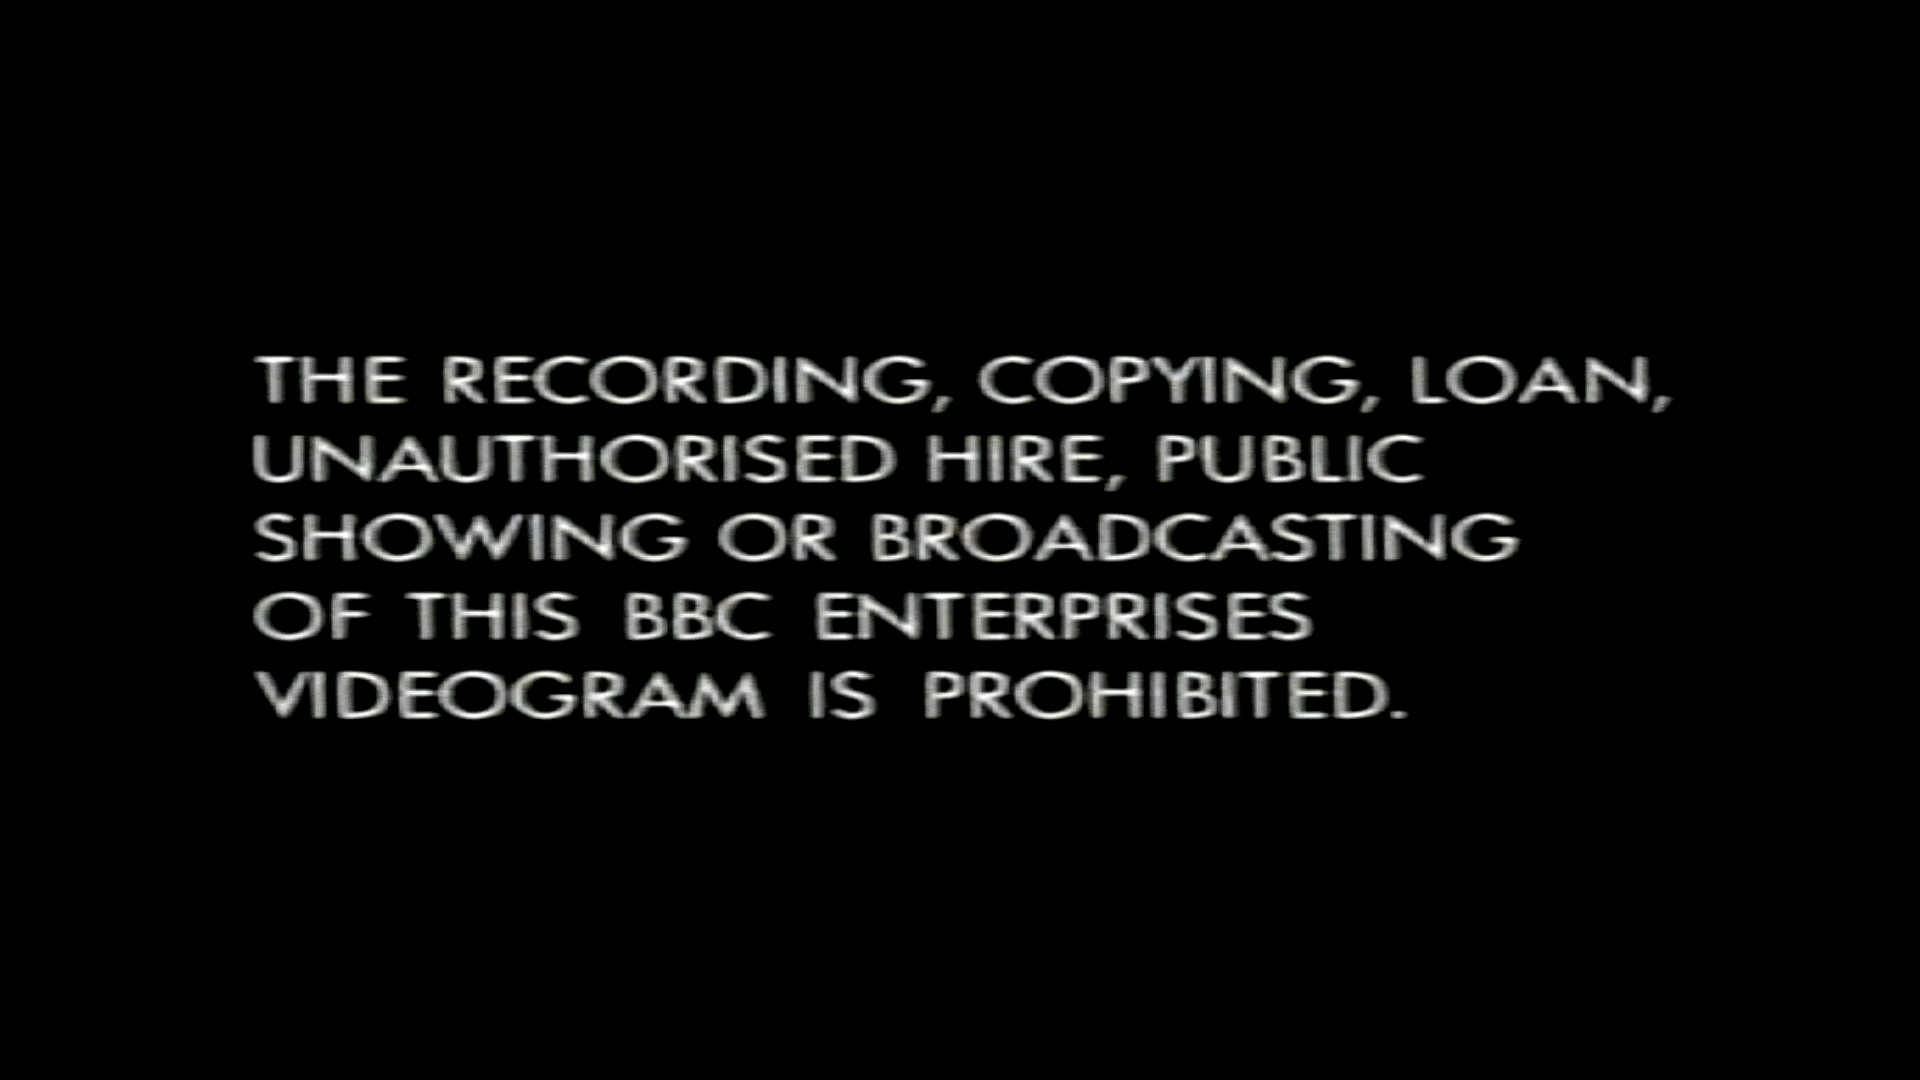 THE RECORDING, COPYING, LOAN,
UNAUTHORISED HIRE, PUBLIC
SHOWING OR BROADCASTING
OF THIS BBC ENTERPRISES
VIDEOGRAM IS PROHIBITED.